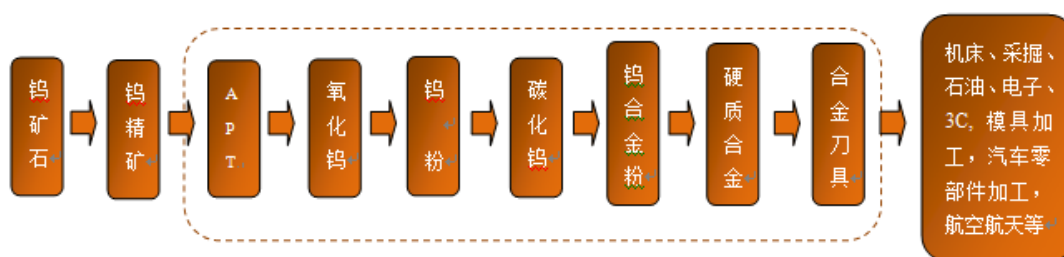 钨矿石
钨精矿
APT
氧化钨
钨粉
碳化钨
钨合金粉
硬质合金
合金刀具
机床、采掘、
石油、电子、
3C, 模具加
工，汽车零
部件加工，
航空航天等